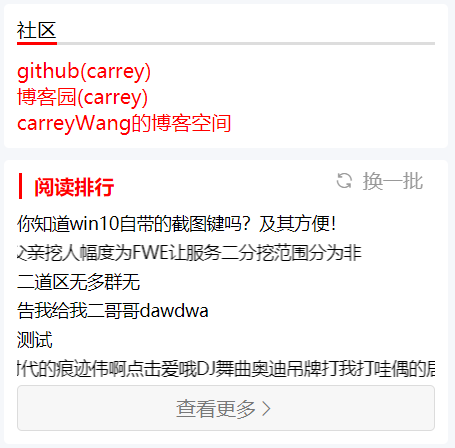 社区
github(carrey)
博客园(carrey)
carreyWang的博客空间
阅读排行
换一批
你知道win10自带的截图键吗？及其方便！
亲挖人幅度为FWE让服务二分挖范围分为非
二道区无多群无
告我给我二哥哥dawdwa
测试
代的痕迹伟啊点击爱哦DJ舞曲奥迪吊牌打我打哇偶的
查看更多